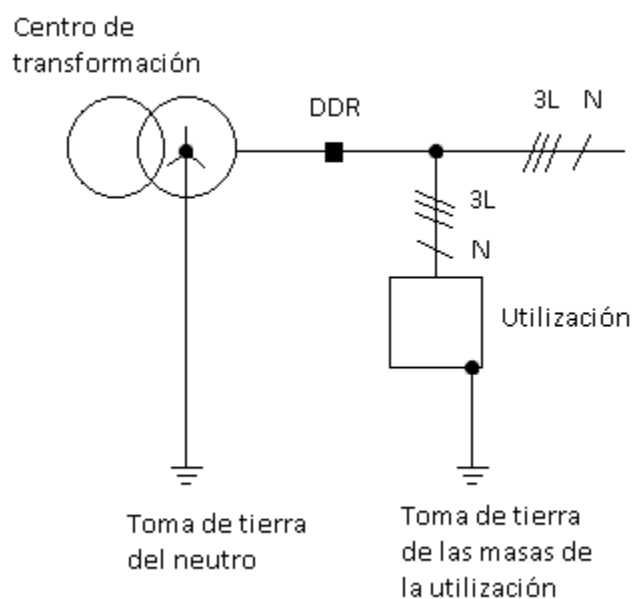 Centro de
transformación
DDR
3L N
3L
N
Utilización
Toma de tierra
del neutro
Toma de tierra
de las masas de
la utilización